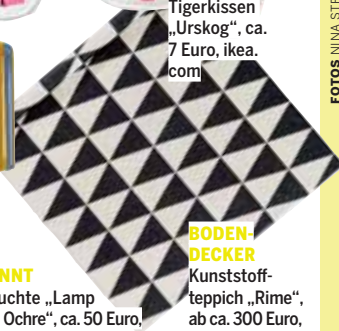 Tigerkissen
„Urskog“, ca.
7 Euro, ikea.
com
FOTOS NINA STR
NNT
uchte „Lamp
Ochre“, ca. 50 Euro,
BODEN-
DECKER
Kunststoff-
teppich „Rime“,
ab ca. 300 Euro,